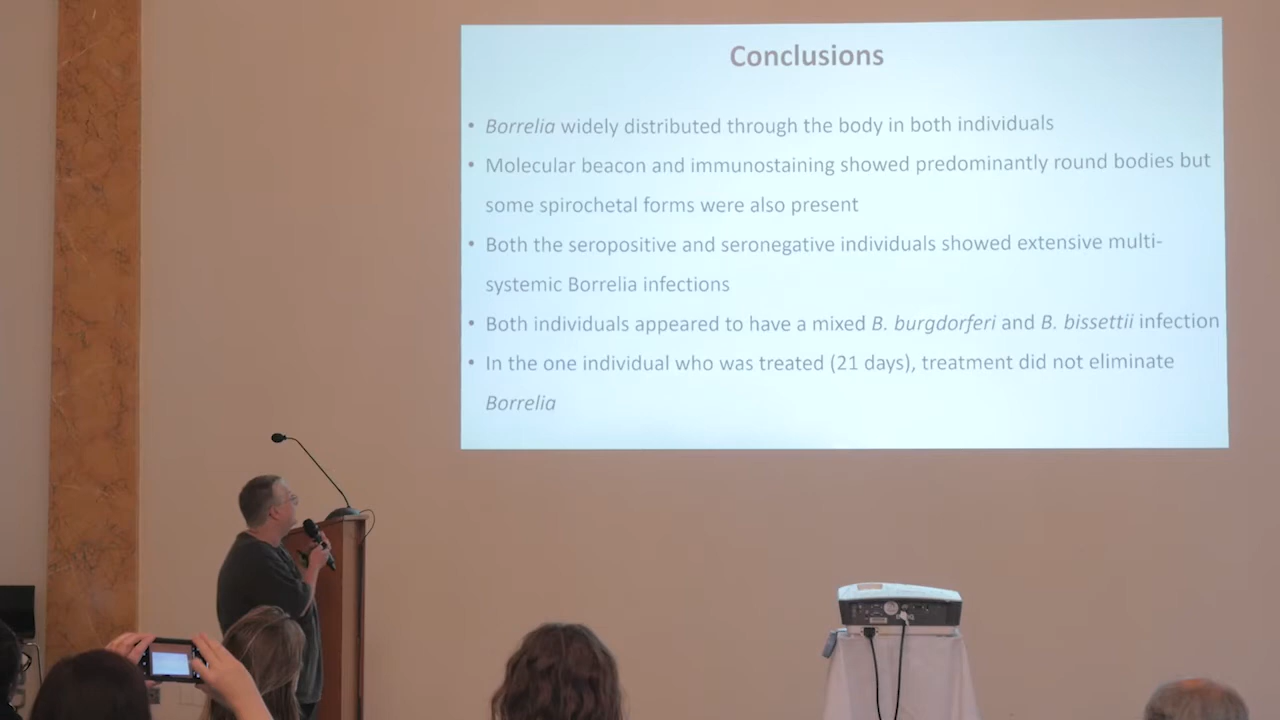 Conclusions
• Borrelia widely distributed through the body in both individuals
• Molecular beacon and immunostaining showed predominantly round bodies but
some spirochetal forms were also present
• Both the seropositive and seronegative individuals showed extensive multi-
systemic Borrelia infections
• Both individuals appeared to have a mixed B. burgdorferi and B. bissettii infection
• In the one individual who was treated (21 days), treatment did not eliminate
Borrelia